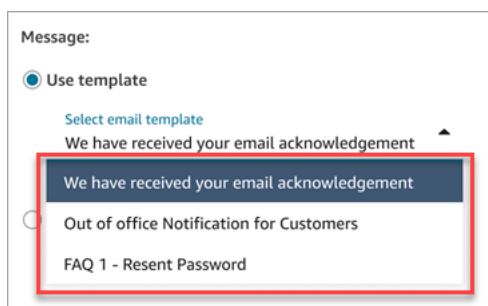 Message:
Use template
Select email template
We have received your email acknowledgement
We have received your email acknowledgement
Out of office Notification for Customers
FAQ 1 - Resent Password